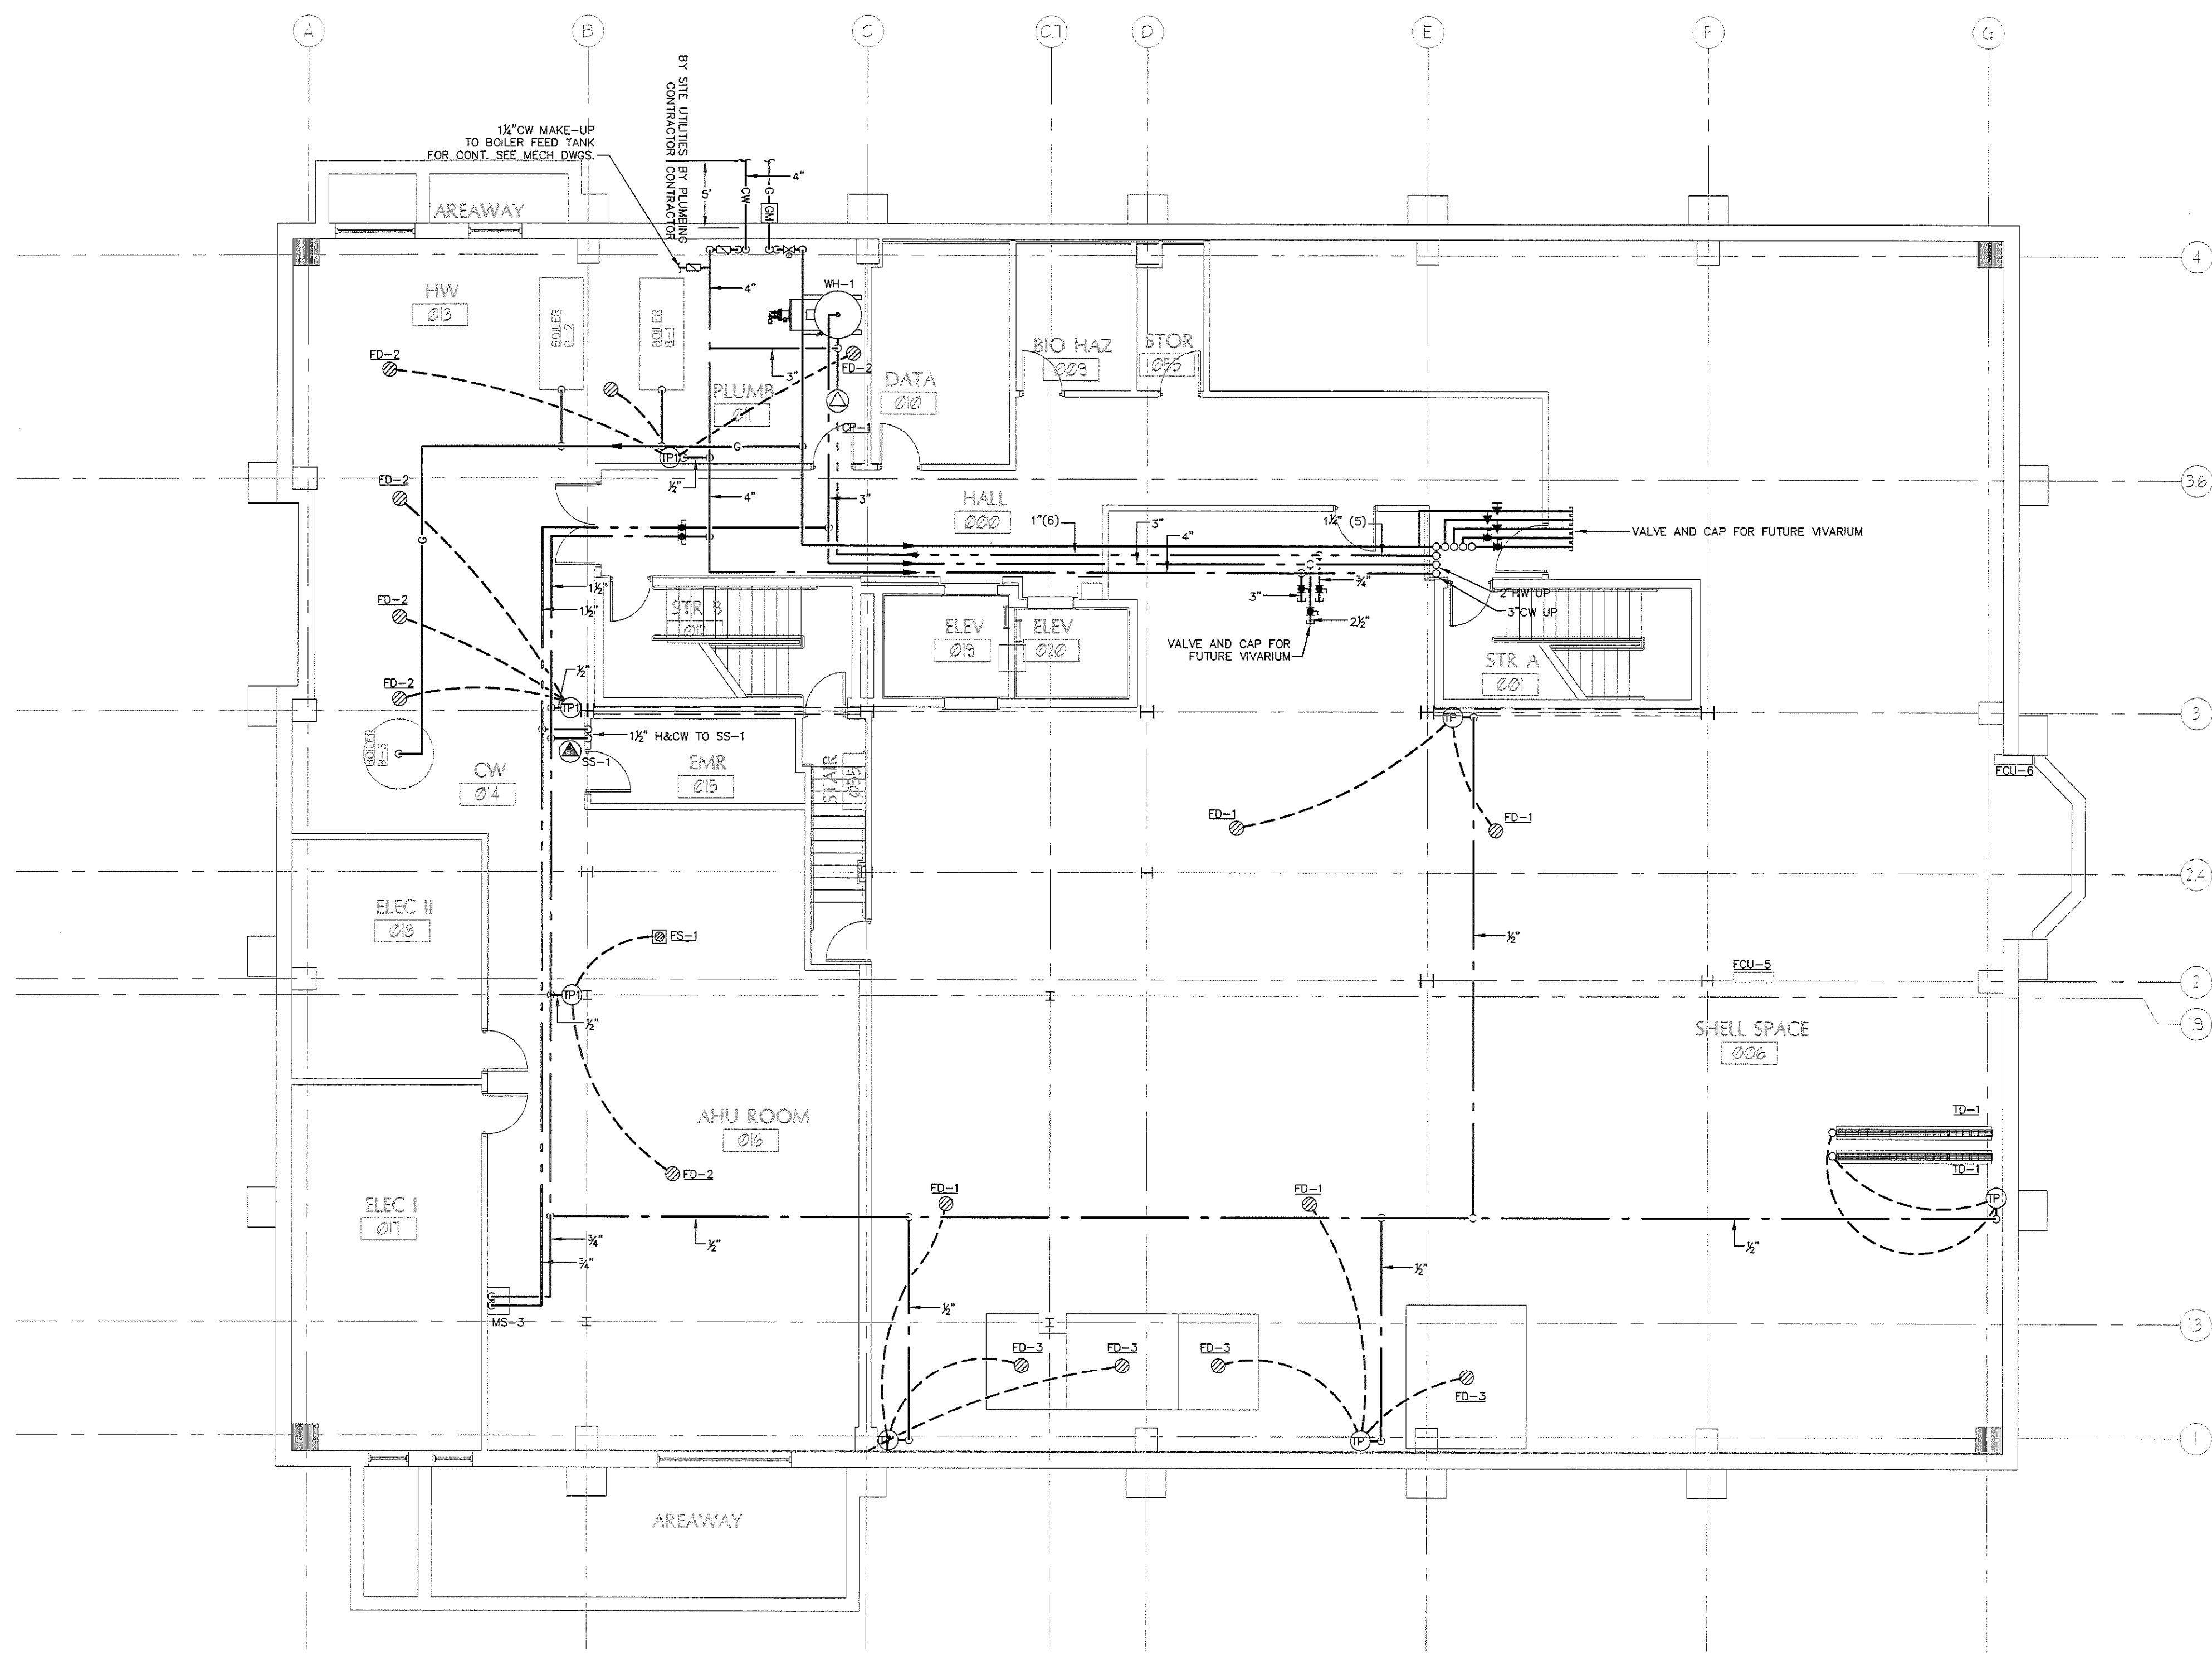 A
B
C
C.7
D
E
F
G
BY SITE UTILITIES
CONTRACTOR
BY PLUMBING
CONTRACTOR
1¼"CW MAKE-UP
TO BOILER FEED TANK
FOR CONT. SEE MECH DWGS.
5'
CW
G
GM
4"
AREAWAY
4
HW
013
BOILER
B-2
BOILER
B-1
4"
WH-1
FD-2
3"
FD-2
PLUMB
011
DATA
010
BIO HAZ
009
STOR
055
CP-1
G
TP1
½"
FD-2
3.6
4"
3"
HALL
000
1"(6)
3"
1¼" (5)
4"
VALVE AND CAP FOR FUTURE VIVARIUM
G
FD-2
1½"
1½"
STR B
012
ELEV
019
ELEV
020
3"
¾"
2½"
VALVE AND CAP FOR
FUTURE VIVARIUM
2"HW UP
3"CW UP
STR A
001
FD-2
½"
TP1
TP
3
BOILER
B-3
1½" H&CW TO SS-1
SS-1
CW
014
EMR
015
STAIR
FCU-6
FD-1
FD-1
2.4
ELEC II
018
FS-1
½"
FCU-5
TP1
½"
2
1.9
SHELL SPACE
006
AHU ROOM
016
TD-1
TD-1
FD-2
ELEC I
017
FD-1
FD-1
TP
¾"
¾"
½"
½"
½"
½"
MS-3
1.3
FD-3
FD-3
FD-3
FD-3
TP
TP
1
AREAWAY